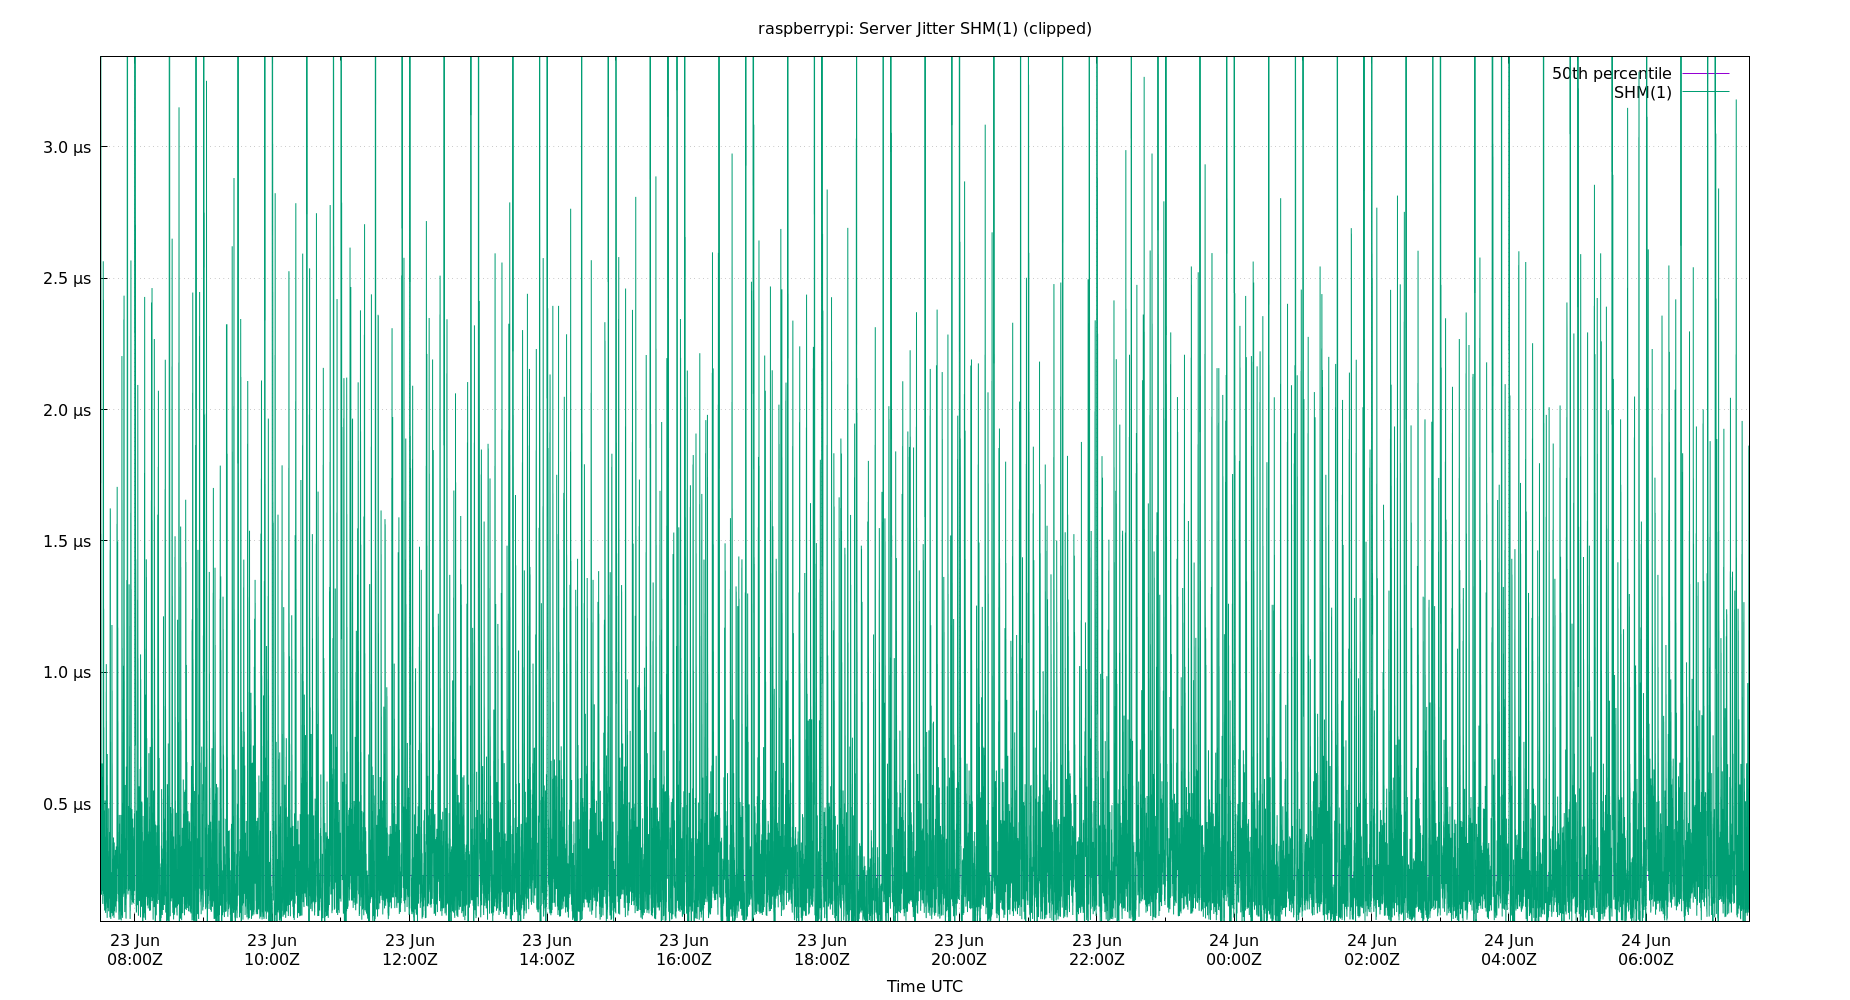 raspberrypi: Server Jitter SHM(1) (clipped)
50th percentile
SHM(1)
3.0 µs
2.5 µs
2.0 µs
1.5 µs
1.0 µs
0.5 µs
23 Jun 23 Jun 23 Jun 23 Jun 23 Jun 23 Jun 23 Jun 23 Jun 24 Jun 24 Jun 24 Jun 24 Jun
08:00Z 10:00Z 12:00Z 14:00Z 16:00Z 18:00Z 20:00Z 22:00Z 00:00Z 02:00Z 04:00Z 06:00Z
Time UTC